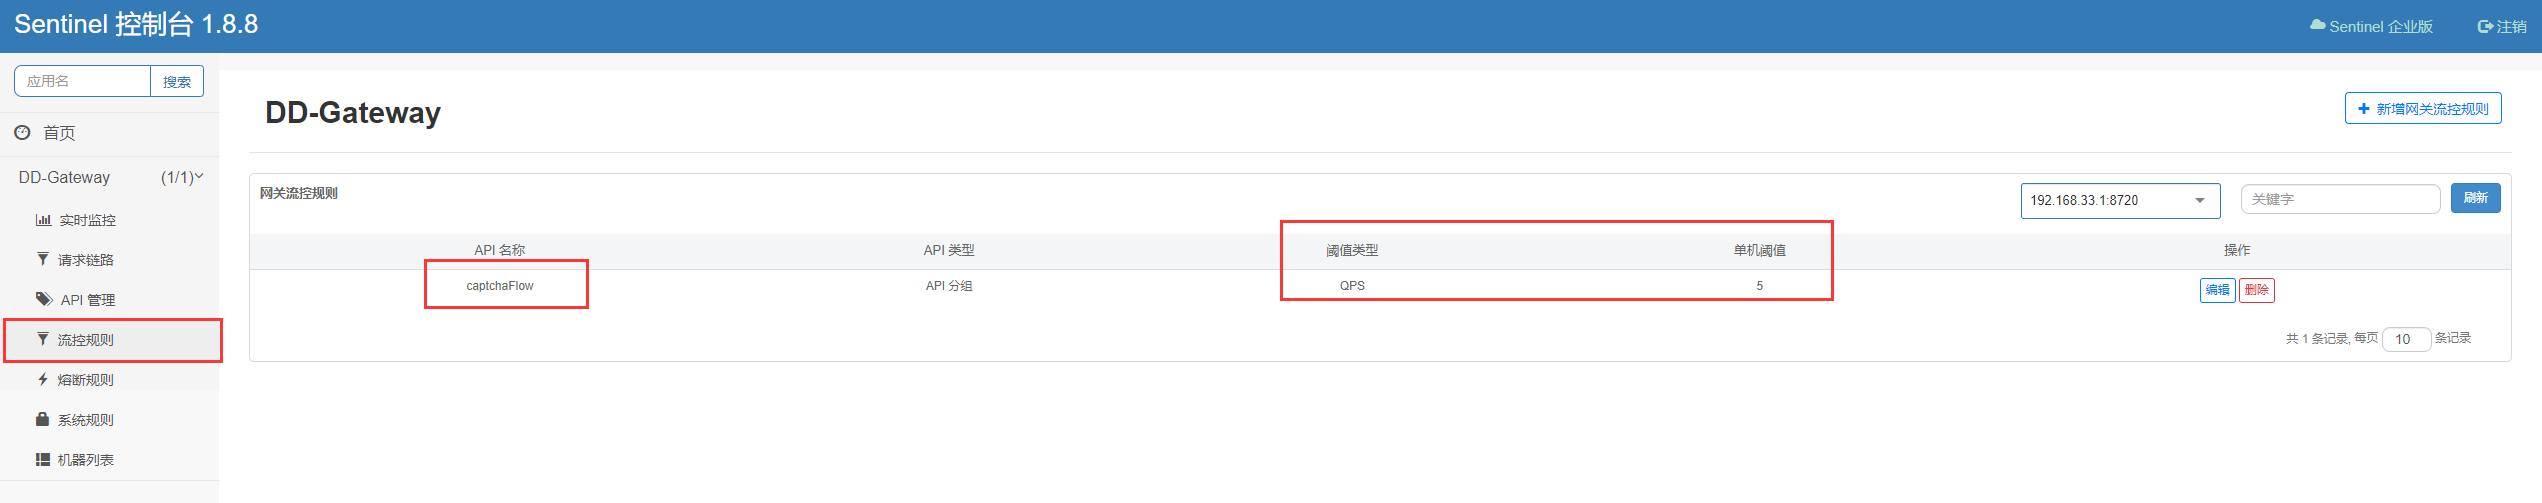 Sentinel 控制台 1.8.8
Sentinel 企业版 注销
应用名 搜索
首页
DD-Gateway (1/1)
实时监控
请求链路
API 管理
流控规则
熔断规则
系统规则
机器列表
DD-Gateway
新增网关流控规则
网关流控规则
192.168.33.1:8720 关键字 刷新
API 名称 API 类型 阈值类型 单机阈值 操作
captchaFlow API 分组 QPS 5 编辑 删除
共 1 条记录, 每页 10 条记录